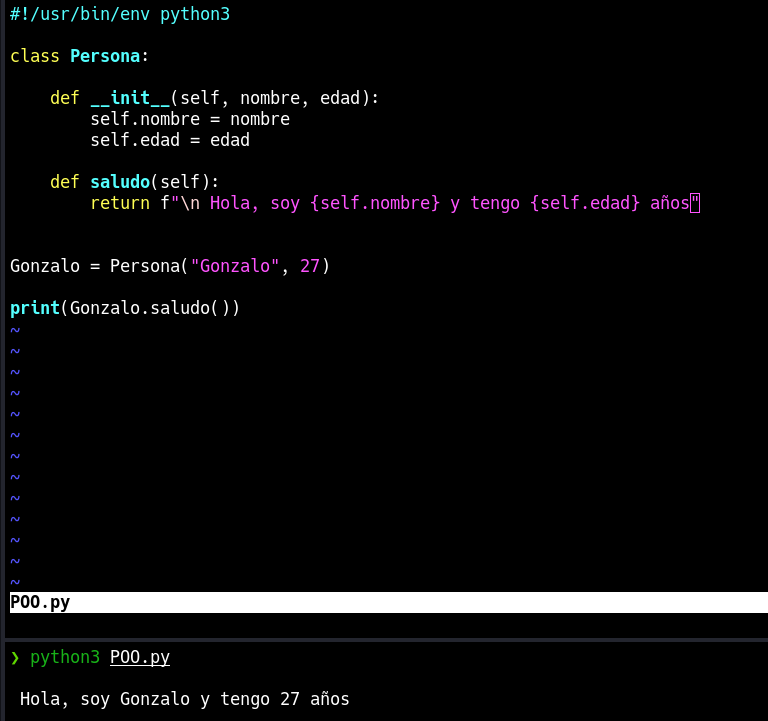 #!/usr/bin/env python3
class Persona:
    def __init__(self, nombre, edad):
        self.nombre = nombre
        self.edad = edad
    def saludo(self):
        return f"\n Hola, soy {self.nombre} y tengo {self.edad} años"
Gonzalo = Persona("Gonzalo", 27)
print(Gonzalo.saludo())
~
~
~
~
~
~
~
~
~
~
~
~
~
POO.py
❯ python3 POO.py
 Hola, soy Gonzalo y tengo 27 años